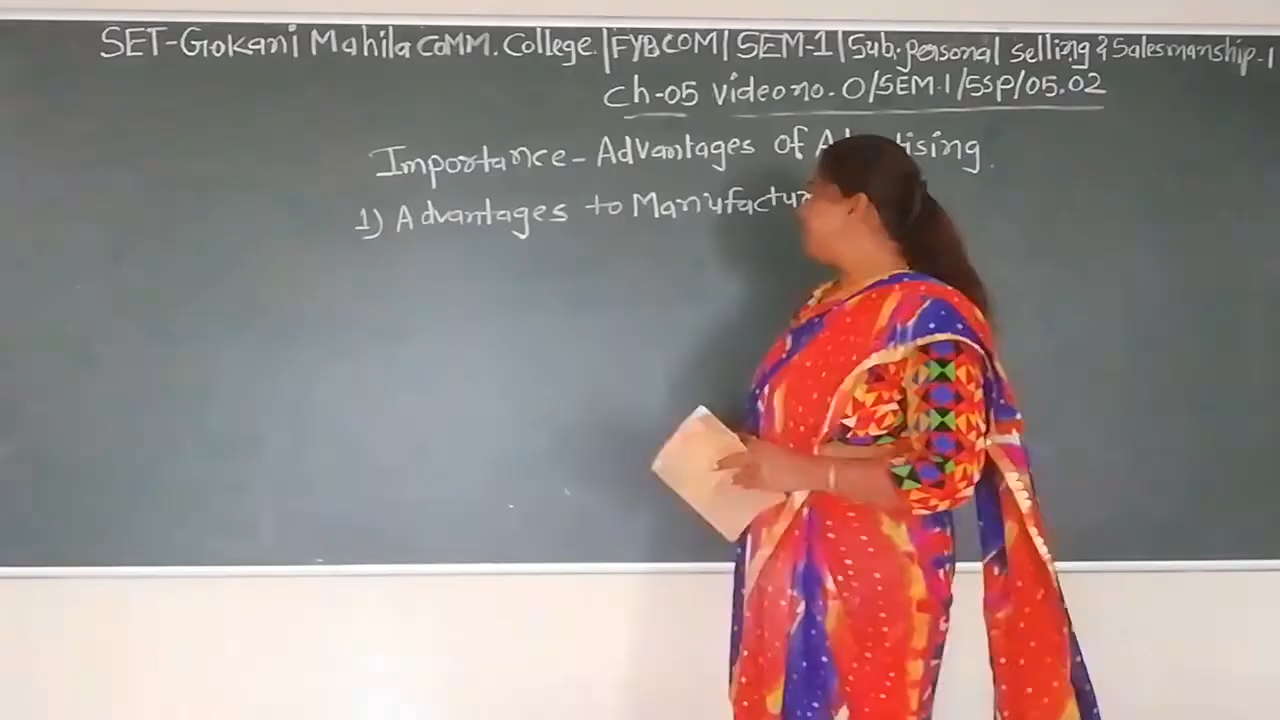 SET-Gokani Mahila COMM. College. | FYBCOM | SEM-1 | Sub. personal selling & Salesmanship-1
Ch-05 video no. 0/SEM.1/SSP/05.02
Importance - Advantages of
1) Advantages to